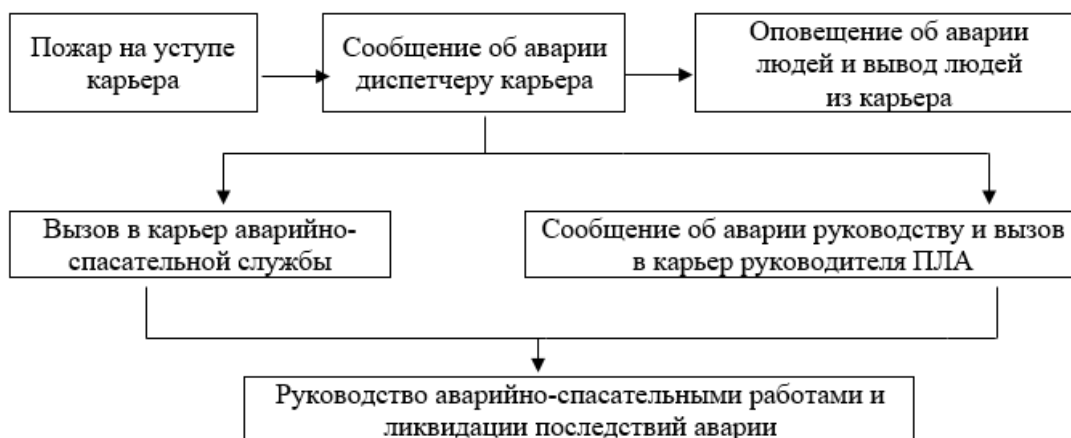 Пожар на уступе
карьера
Сообщение об аварии
диспетчеру карьера
Оповещение об аварии
людей и вывод людей
из карьера
Вызов в карьер аварийно-
спасательной службы
Сообщение об аварии руководству и вызов
в карьер руководителя ПЛА
Руководство аварийно-спасательными работами и
ликвидации последствий аварии